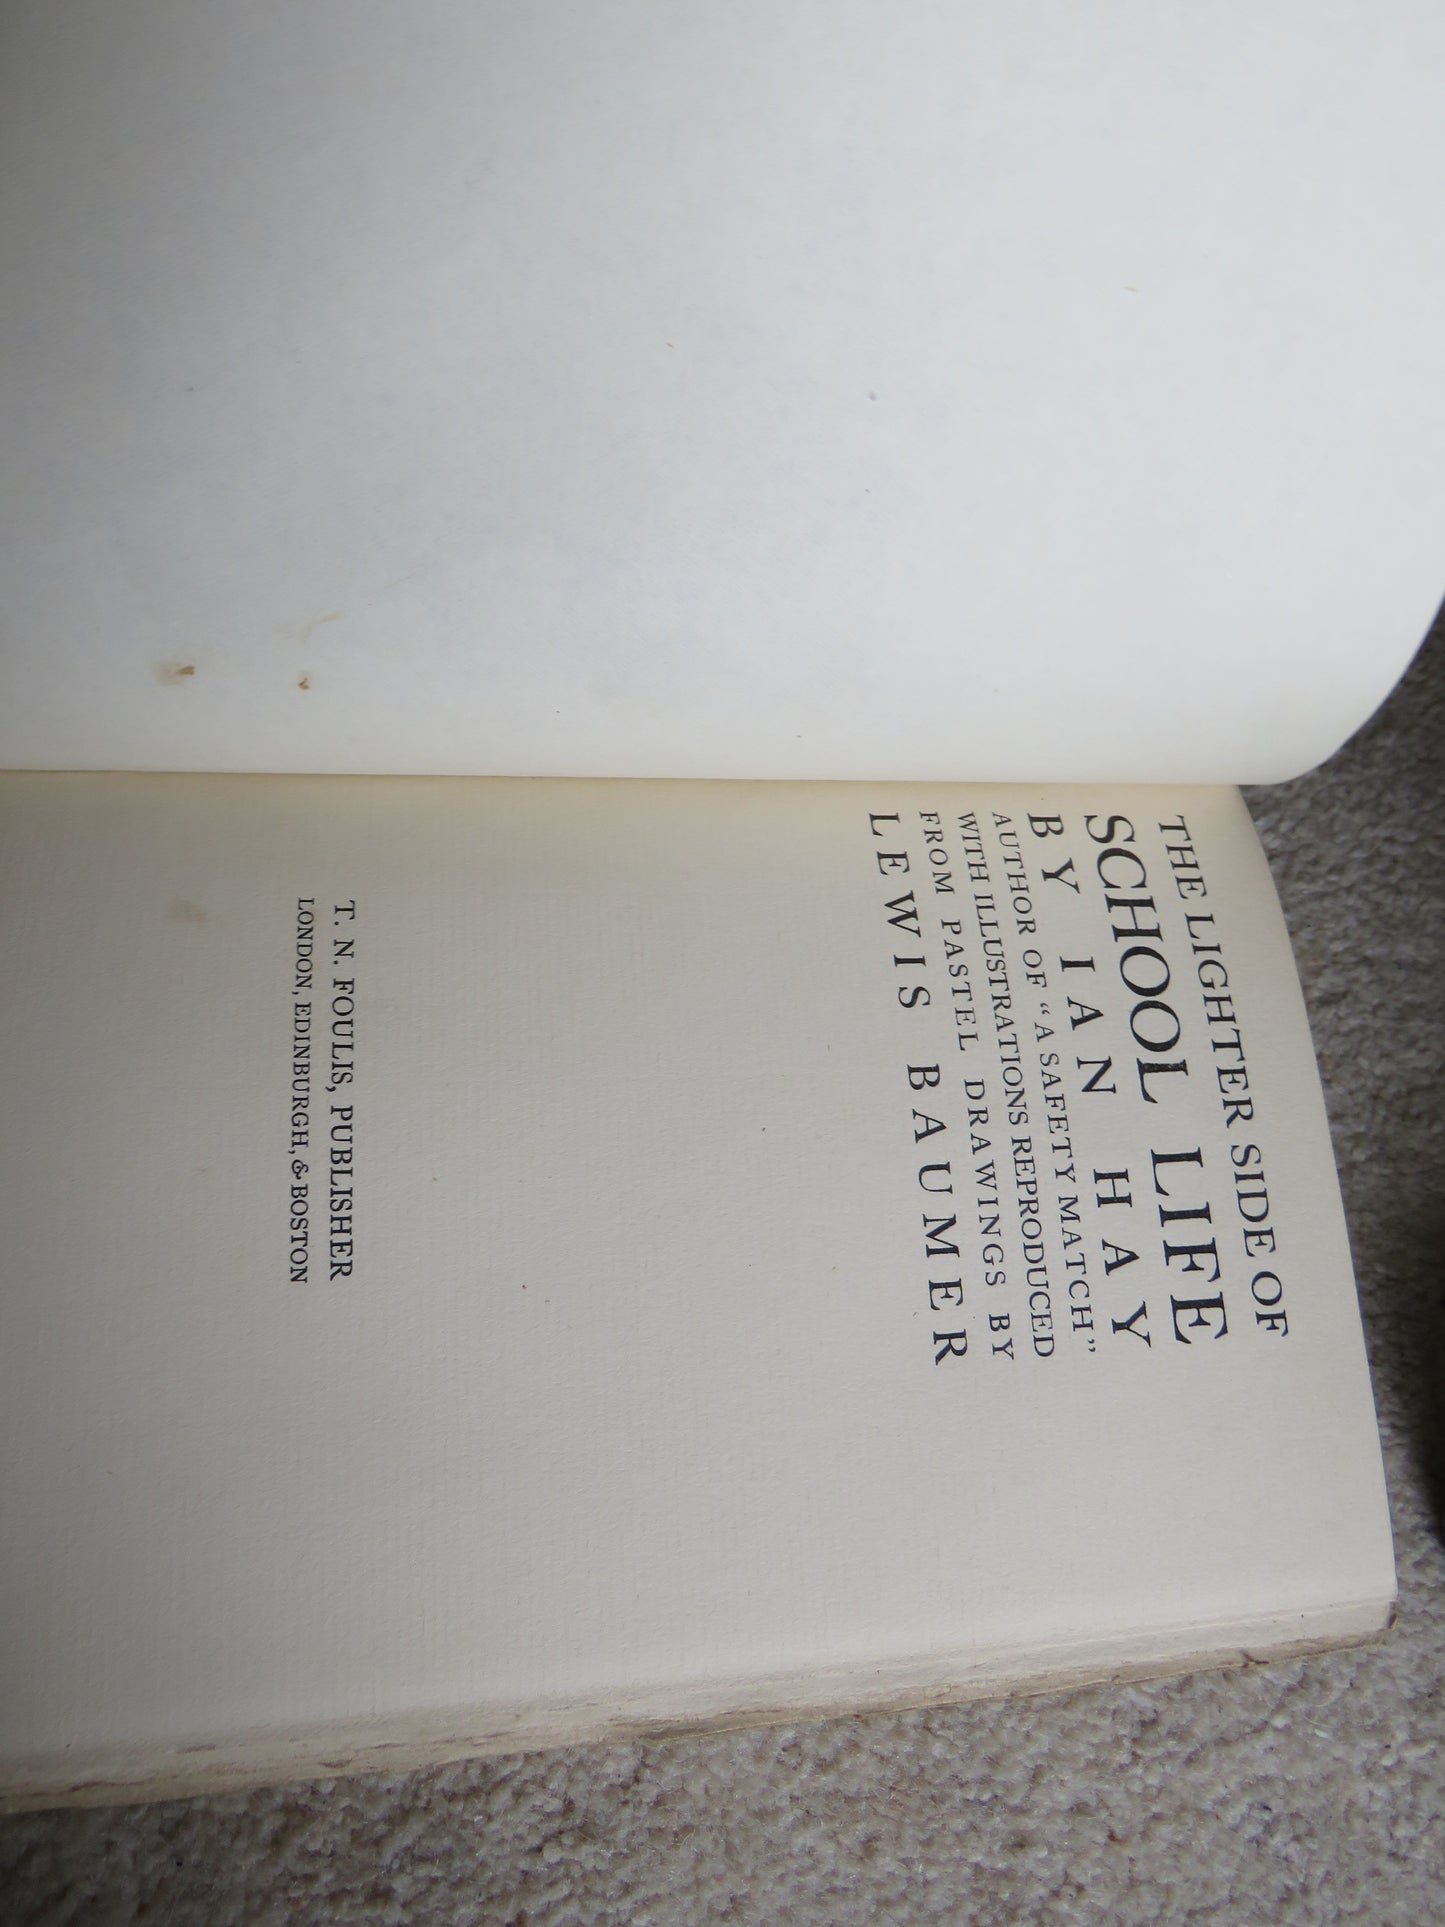 THE LIGHTER SIDE OF
SCHOOL LIFE
BY IAN HAY
AUTHOR OF "A SAFETY MATCH"
WITH ILLUSTRATIONS REPRODUCED
FROM PASTEL DRAWINGS BY
LEWIS BAUMER
T. N. FOULIS, PUBLISHER
LONDON, EDINBURGH, & BOSTON